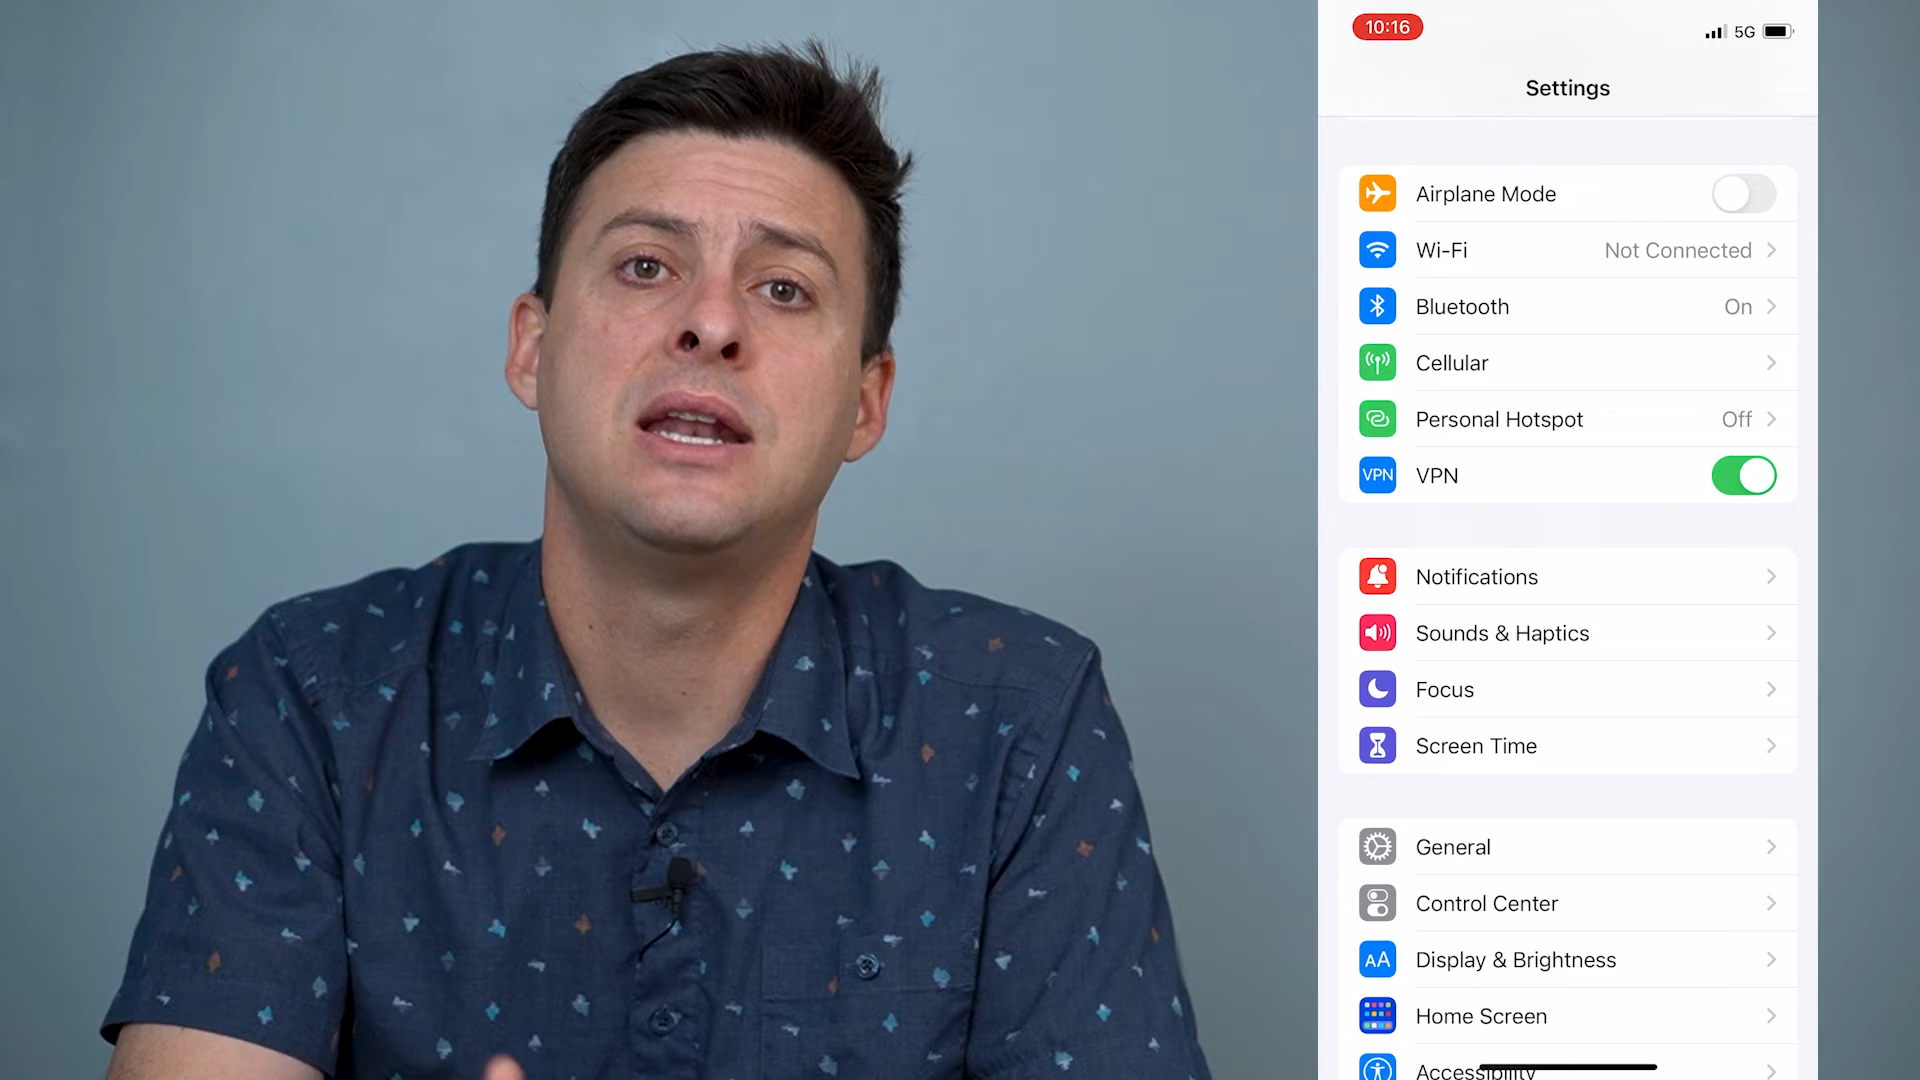 10:16
5G
Settings
Airplane Mode
Wi-Fi Not Connected
Bluetooth On
Cellular
Personal Hotspot Off
VPN VPN
Notifications
Sounds & Haptics
Focus
Screen Time
General
Control Center
AA Display & Brightness
Home Screen
Accessibility